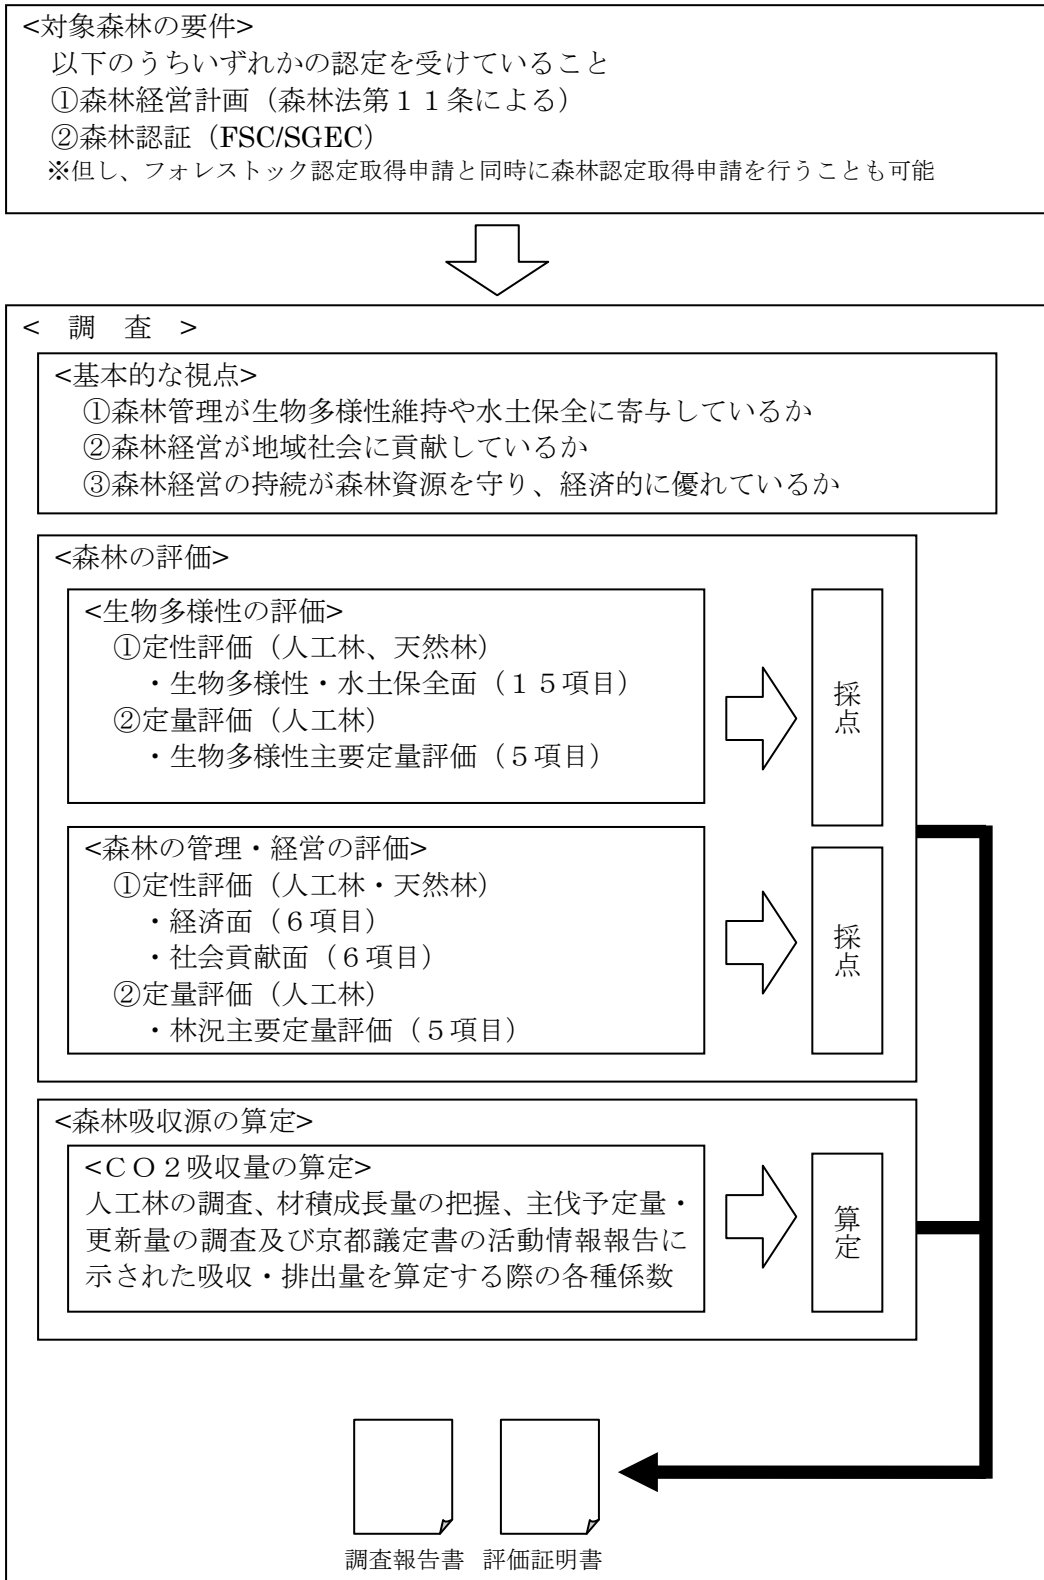 <対象森林の要件>
以下のうちいずれかの認定を受けていること
①森林経営計画（森林法第１１条による）
②森林認証（FSC/SGEC）
※但し、フォレストック認定取得申請と同時に森林認定取得申請を行うことも可能
< 調 査 >
<基本的な視点>
①森林管理が生物多様性維持や水土保全に寄与しているか
②森林経営が地域社会に貢献しているか
③森林経営の持続が森林資源を守り、経済的に優れているか
<森林の評価>
<生物多様性の評価>
①定性評価（人工林、天然林）
・生物多様性・水土保全面（１５項目）
②定量評価（人工林）
・生物多様性主要定量評価（５項目）
採点
<森林の管理・経営の評価>
①定性評価（人工林・天然林）
・経済面（６項目）
・社会貢献面（６項目）
②定量評価（人工林）
・林況主要定量評価（５項目）
採点
<森林吸収源の算定>
<ＣＯ２吸収量の算定>
人工林の調査、材積成長量の把握、主伐予定量・
更新量の調査及び京都議定書の活動情報報告に
示された吸収・排出量を算定する際の各種係数
算定
調査報告書 評価証明書